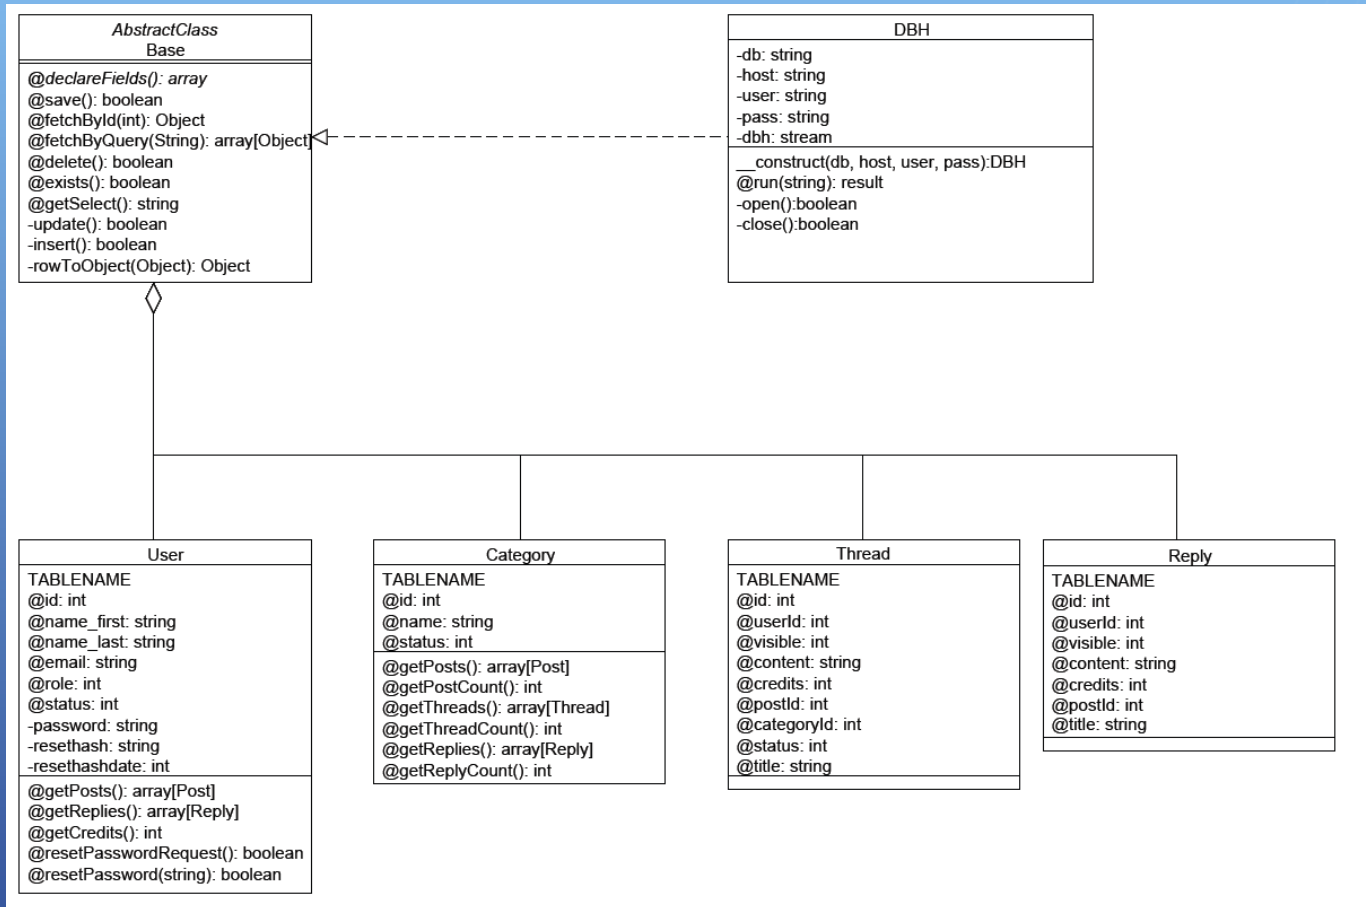 AbstractClass
Base
@declareFields(): array
@save(): boolean
@fetchById(int): Object
@fetchByQuery(String): array[Object]
@delete(): boolean
@exists(): boolean
@getSelect(): string
-update(): boolean
-insert(): boolean
-rowToObject(Object): Object
DBH
-db: string
-host: string
-user: string
-pass: string
-dbh: stream
__construct(db, host, user, pass):DBH
@run(string): result
-open():boolean
-close():boolean
User
TABLENAME
@id: int
@name_first: string
@name_last: string
@email: string
@role: int
@status: int
-password: string
-resethash: string
-resethashdate: int
@getPosts(): array[Post]
@getReplies(): array[Reply]
@getCredits(): int
@resetPasswordRequest(): boolean
@resetPassword(string): boolean
Category
TABLENAME
@id: int
@name: string
@status: int
@getPosts(): array[Post]
@getPostCount(): int
@getThreads(): array[Thread]
@getThreadCount(): int
@getReplies(): array[Reply]
@getReplyCount(): int
Thread
TABLENAME
@id: int
@userId: int
@visible: int
@content: string
@credits: int
@postId: int
@categoryId: int
@status: int
@title: string
Reply
TABLENAME
@id: int
@userId: int
@visible: int
@content: string
@credits: int
@postId: int
@title: string